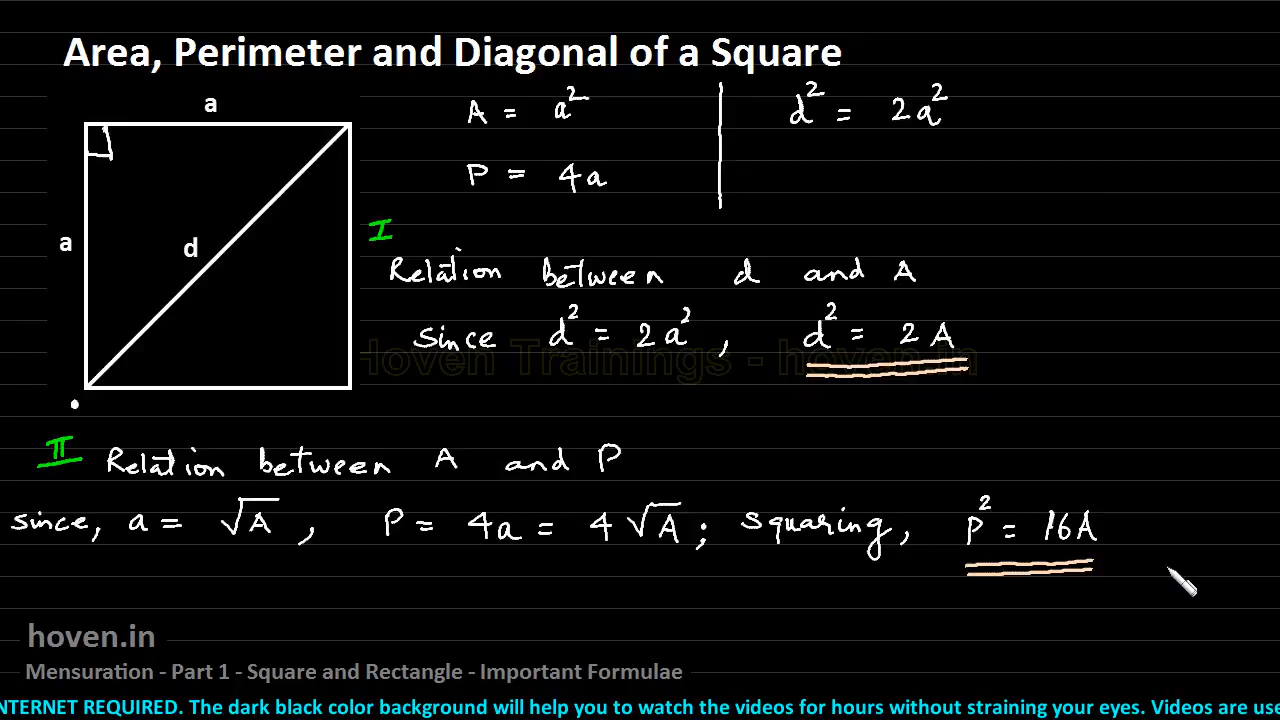 Area, Perimeter and Diagonal of a Square
a
A = a²
d² = 2a²
P = 4a
a
d
I
Relation between d and A
since d² = 2a², d² = 2A
Hoven Trainings - hoven.in
II Relation between A and P
since, a = √A, P = 4a = 4√A; squaring, P² = 16A
hoven.in
Mensuration - Part 1 - Square and Rectangle - Important Formulae
NTERNET REQUIRED. The dark black color background will help you to watch the videos for hours without straining your eyes. Videos are use